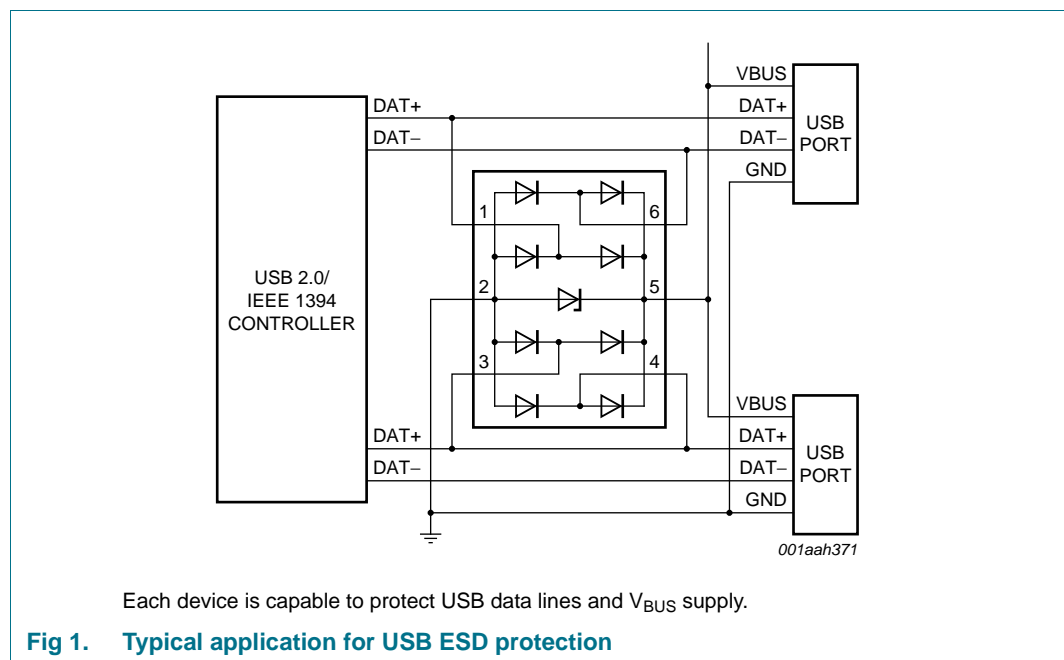 VBUS
DAT+
DAT−
GND
USB
PORT
DAT+
DAT−
USB 2.0/
IEEE 1394
CONTROLLER
1
6
2
5
3
4
DAT+
DAT−
VBUS
DAT+
DAT−
GND
USB
PORT
001aah371
Each device is capable to protect USB data lines and VBUS supply.
Fig 1. Typical application for USB ESD protection